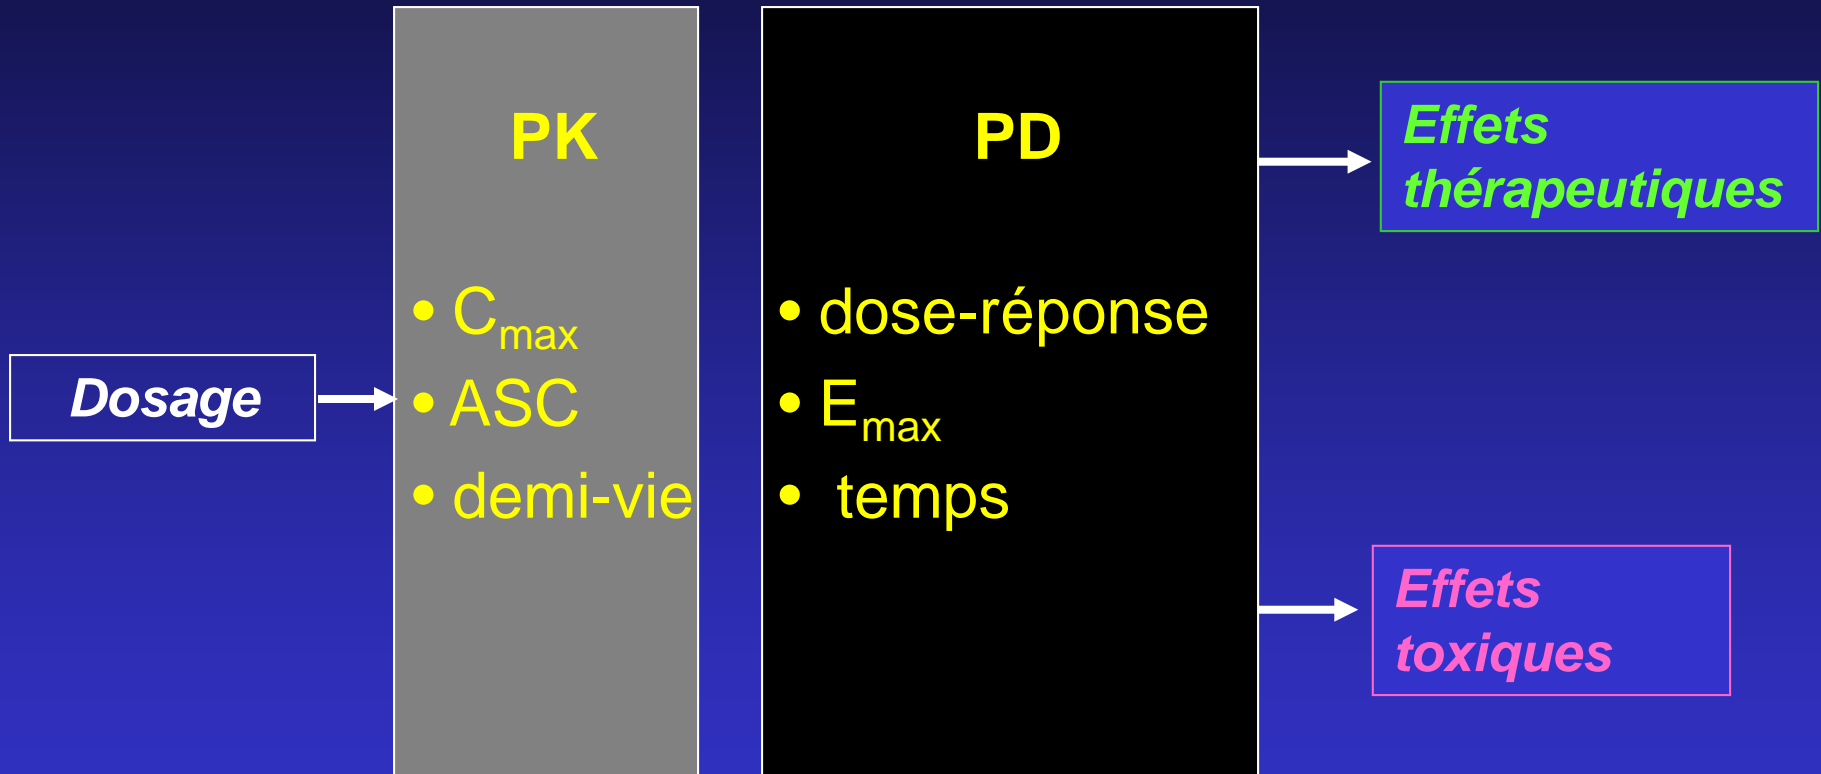 Dosage
PK
• Cmax
• ASC
• demi-vie
PD
• dose-réponse
• Emax
• temps
Effets
thérapeutiques
Effets
toxiques